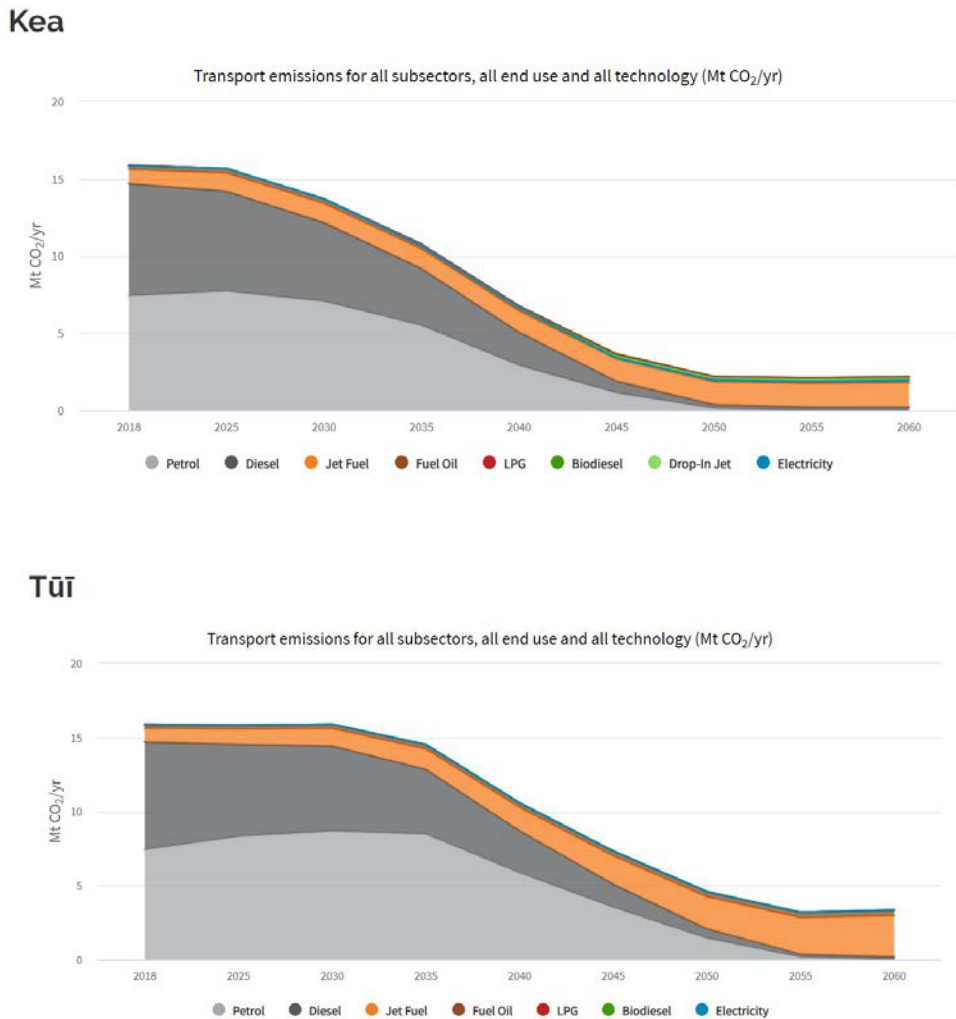 Kea
Transport emissions for all subsectors, all end use and all technology (Mt CO₂/yr)
Mt CO₂/yr
20
15
10
5
0
2018 2025 2030 2035 2040 2045 2050 2055 2060
Petrol Diesel Jet Fuel Fuel Oil LPG Biodiesel Drop-In Jet Electricity
Tūī
Transport emissions for all subsectors, all end use and all technology (Mt CO₂/yr)
Mt CO₂/yr
20
15
10
5
0
2018 2025 2030 2035 2040 2045 2050 2055 2060
Petrol Diesel Jet Fuel Fuel Oil LPG Biodiesel Electricity